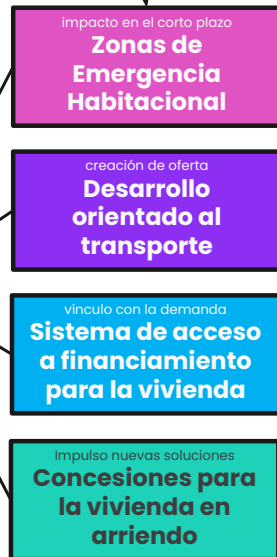 impacto en el corto plazo
Zonas de
Emergencia
Habitacional
creación de oferta
Desarrollo
orientado al
transporte
vínculo con la demanda
Sistema de acceso
a financiamiento
para la vivienda
Impulso nuevas soluciones
Concesiones para
la vivienda en
arriendo